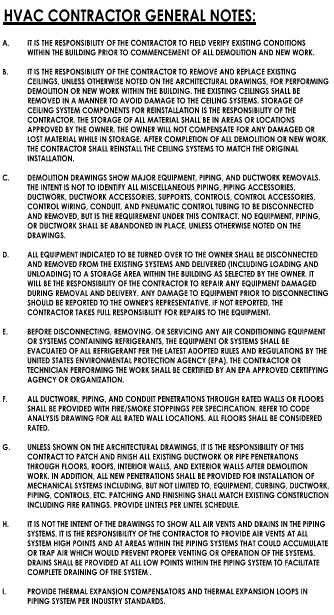 HVAC CONTRACTOR GENERAL NOTES:
A. IT IS THE RESPONSIBILITY OF THE CONTRACTOR TO FIELD VERIFY EXISTING CONDITIONS
WITHIN THE BUILDING PRIOR TO COMMENCEMENT OF ALL DEMOLITION AND NEW WORK.
B. IT IS THE RESPONSIBILITY OF THE CONTRACTOR TO REMOVE AND REPLACE EXISTING
CEILINGS, UNLESS OTHERWISE NOTED ON THE ARCHITECTURAL DRAWINGS, FOR PERFORMING
DEMOLITION OR NEW WORK WITHIN THE BUILDING. THE EXISTING CEILINGS SHALL BE
REMOVED IN A MANNER TO AVOID DAMAGE TO THE CEILING SYSTEMS. STORAGE OF
CEILING SYSTEM COMPONENTS FOR REINSTALLATION IS THE RESPONSIBILITY OF THE
CONTRACTOR. THE STORAGE OF ALL MATERIAL SHALL BE IN AREAS OR LOCATIONS
APPROVED BY THE OWNER. THE OWNER WILL NOT COMPENSATE FOR ANY DAMAGED OR
LOST MATERIAL WHILE IN STORAGE. AFTER COMPLETION OF ALL DEMOLITION OR NEW WORK,
THE CONTRACTOR SHALL REINSTALL THE CEILING SYSTEMS TO MATCH THE ORIGINAL
INSTALLATION.
C. DEMOLITION DRAWINGS SHOW MAJOR EQUIPMENT, PIPING, AND DUCTWORK REMOVALS.
THE INTENT IS NOT TO IDENTIFY ALL MISCELLANEOUS PIPING, PIPING ACCESSORIES,
DUCTWORK, DUCTWORK ACCESSORIES, SUPPORTS, CONTROLS, CONTROL ACCESSORIES,
CONTROL WIRING, CONDUIT, AND PNEUMATIC CONTROL TUBING TO BE DISCONNECTED
AND REMOVED, BUT IS THE REQUIREMENT UNDER THIS CONTRACT. NO EQUIPMENT, PIPING,
OR DUCTWORK SHALL BE ABANDONED IN PLACE, UNLESS OTHERWISE NOTED ON THE
DRAWINGS.
D. ALL EQUIPMENT INDICATED TO BE TURNED OVER TO THE OWNER SHALL BE DISCONNECTED
AND REMOVED FROM THE EXISTING SYSTEMS AND DELIVERED (INCLUDING LOADING AND
UNLOADING) TO A STORAGE AREA WITHIN THE BUILDING AS SELECTED BY THE OWNER. IT
WILL BE THE RESPONSIBILITY OF THE CONTRACTOR TO REPAIR ANY EQUIPMENT DAMAGED
DURING REMOVAL AND DELIVERY. ANY DAMAGE TO EQUIPMENT PRIOR TO DISCONNECTING
SHOULD BE REPORTED TO THE OWNER'S REPRESENTATIVE. IF NOT REPORTED, THE
CONTRACTOR TAKES FULL RESPONSIBILITY FOR REPAIRS TO THE EQUIPMENT.
E. BEFORE DISCONNECTING, REMOVING, OR SERVICING ANY AIR CONDITIONING EQUIPMENT
OR SYSTEMS CONTAINING REFRIGERANTS, THE EQUIPMENT OR SYSTEMS SHALL BE
EVACUATED OF ALL REFRIGERANT PER THE LATEST ADOPTED RULES AND REGULATIONS BY THE
UNITED STATES ENVIRONMENTAL PROTECTION AGENCY (EPA). THE CONTRACTOR OR
TECHNICIAN PERFORMING THE WORK SHALL BE CERTIFIED BY AN EPA APPROVED CERTIFYING
AGENCY OR ORGANIZATION.
F. ALL DUCTWORK, PIPING, AND CONDUIT PENETRATIONS THROUGH RATED WALLS OR FLOORS
SHALL BE PROVIDED WITH FIRE/SMOKE STOPPINGS PER SPECIFICATION. REFER TO CODE
ANALYSIS DRAWING FOR ALL RATED WALL LOCATIONS. ALL FLOORS SHALL BE CONSIDERED
RATED.
G. UNLESS SHOWN ON THE ARCHITECTURAL DRAWINGS, IT IS THE RESPONSIBILITY OF THIS
CONTRACT TO PATCH AND FINISH ALL EXISTING DUCTWORK OR PIPE PENETRATIONS
THROUGH FLOORS, ROOFS, INTERIOR WALLS, AND EXTERIOR WALLS AFTER DEMOLITION
WORK. IN ADDITION, ALL NEW PENETRATIONS SHALL BE PROVIDED FOR INSTALLATION OF
MECHANICAL SYSTEMS INCLUDING, BUT NOT LIMITED TO, EQUIPMENT, CURBING, DUCTWORK,
PIPING, CONTROLS, ETC. PATCHING AND FINISHING SHALL MATCH EXISTING CONSTRUCTION
INCLUDING FIRE RATINGS. PROVIDE LINTELS PER LINTEL SCHEDULE.
H. IT IS NOT THE INTENT OF THE DRAWINGS TO SHOW ALL AIR VENTS AND DRAINS IN THE PIPING
SYSTEMS. IT IS THE RESPONSIBILITY OF THE CONTRACTOR TO PROVIDE AIR VENTS AT ALL
SYSTEM HIGH POINTS AND AT AREAS WITHIN THE PIPING SYSTEMS THAT COULD ACCUMULATE
OR TRAP AIR WHICH WOULD PREVENT PROPER VENTING OR OPERATION OF THE SYSTEMS.
DRAINS SHALL BE PROVIDED AT ALL LOW POINTS WITHIN THE PIPING SYSTEM TO FACILITATE
COMPLETE DRAINING OF THE SYSTEM .
I. PROVIDE THERMAL EXPANSION COMPENSATORS AND THERMAL EXPANSION LOOPS IN
PIPING SYSTEM PER INDUSTRY STANDARDS.